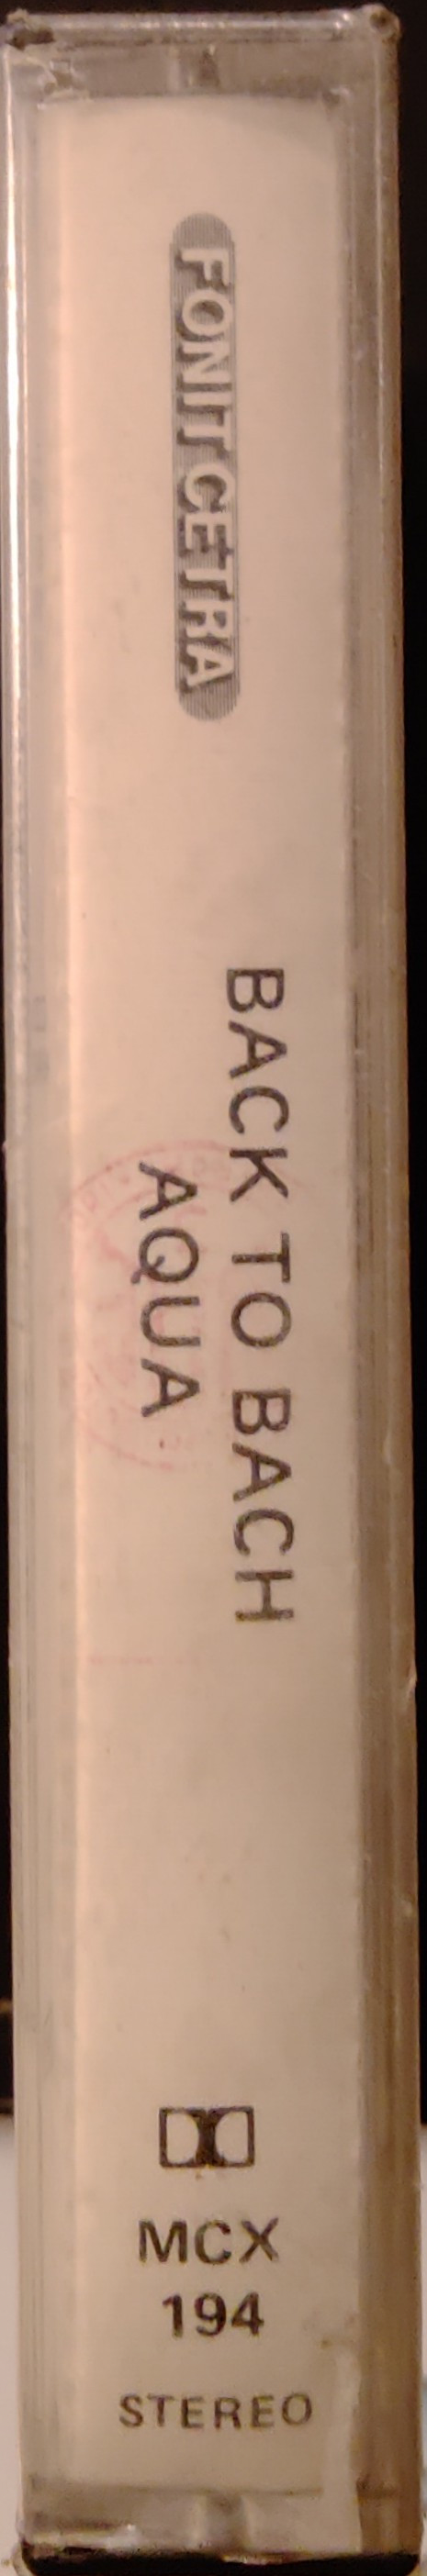 FONIT CETRA
BACK TO BACH
AQUA
MCX
194
STEREO